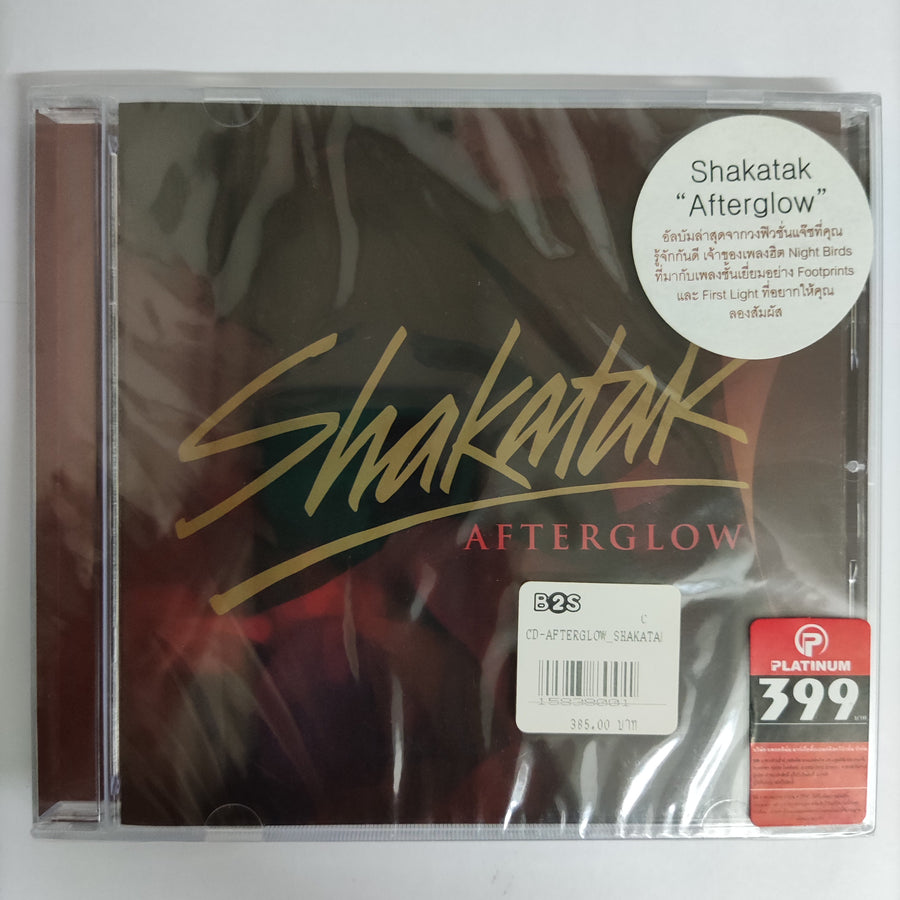 Shakatak
“Afterglow”
อัลบัมล่าสุดจากวงฟิวชั่นแจ๊ซที่คุณ
รู้จักกันดี เจ้าของเพลงฮิต Night Birds
ที่มากับเพลงชั้นเยี่ยมอย่าง Footprints
และ First Light ที่อยากให้คุณ
ลองสัมผัส
Shakatak
AFTERGLOW
B2S
C
CD-AFTERGLOW_SHAKATA
15839001
385.00 บาท
P
PLATINUM
399
บาท